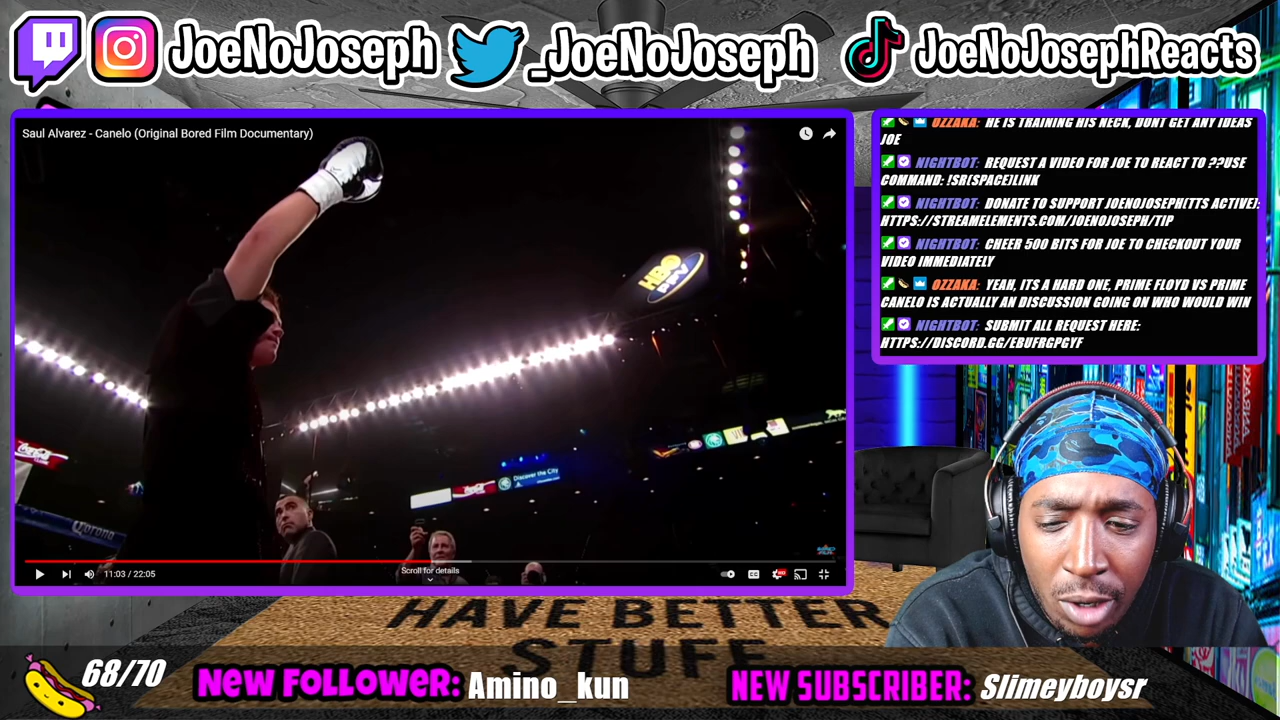 JoeNoJoseph
_JoeNoJoseph
JoeNoJosephReacts
Saul Alvarez - Canelo (Original Bored Film Documentary)
HBO
PPV
Coca-Cola
Discover the City
Corona
11:03 / 22:05
Scroll for details
OZZAKA: HE IS TRAINING HIS NECK, DONT GET ANY IDEAS
JOE
NIGHTBOT: REQUEST A VIDEO FOR JOE TO REACT TO ??USE
COMMAND: !SR(SPACE)LINK
NIGHTBOT: DONATE TO SUPPORT JOENOJOSEPH(TTS ACTIVE):
HTTPS://STREAMELEMENTS.COM/JOENOJOSEPH/TIP
NIGHTBOT: CHEER 500 BITS FOR JOE TO CHECKOUT YOUR
VIDEO IMMEDIATELY
OZZAKA: YEAH, ITS A HARD ONE, PRIME FLOYD VS PRIME
CANELO IS ACTUALLY AN DISCUSSION GOING ON WHO WOULD WIN
NIGHTBOT: SUBMIT ALL REQUEST HERE:
HTTPS://DISCORD.GG/EBUFRGPGYF
HAVE BETTER
STUFF
68/70
New Follower: Amino_kun
NEW SUBSCRIBER: Slimeyboysr